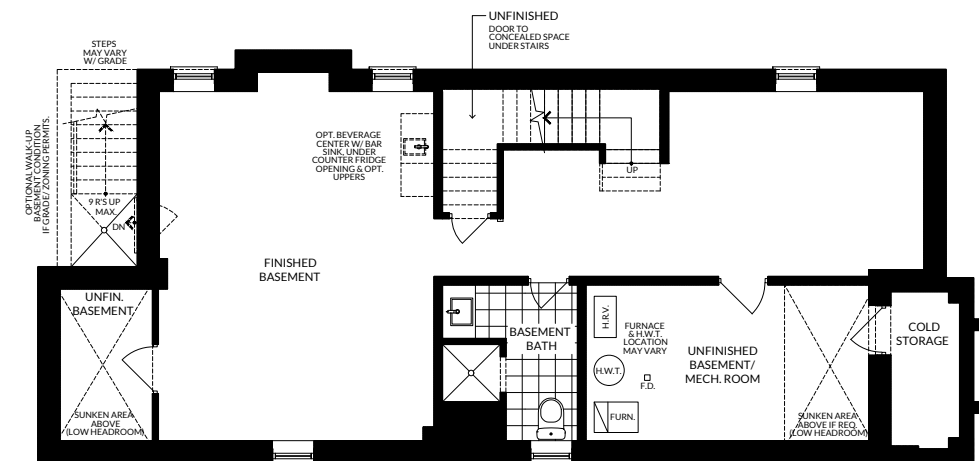 UNFINISHED
DOOR TO
CONCEALED SPACE
UNDER STAIRS
STEPS
MAY VARY
W/ GRADE
OPTIONAL WALK-UP
BASEMENT CONDITION
IF GRADE/ ZONING PERMITS.
9 R'S UP
MAX.
DN
OPT. BEVERAGE
CENTER W/ BAR
SINK, UNDER
COUNTER FRIDGE
OPENING & OPT.
UPPERS
UP
FINISHED
BASEMENT
UNFIN.
BASEMENT
SUNKEN AREA
ABOVE
(LOW HEADROOM)
BASEMENT
BATH
H.R.V.
FURNACE
& H.W.T.
LOCATION
MAY VARY
H.W.T.
F.D.
FURN.
UNFINISHED
BASEMENT/
MECH. ROOM
SUNKEN AREA
ABOVE IF REQ.
(LOW HEADROOM)
COLD
STORAGE